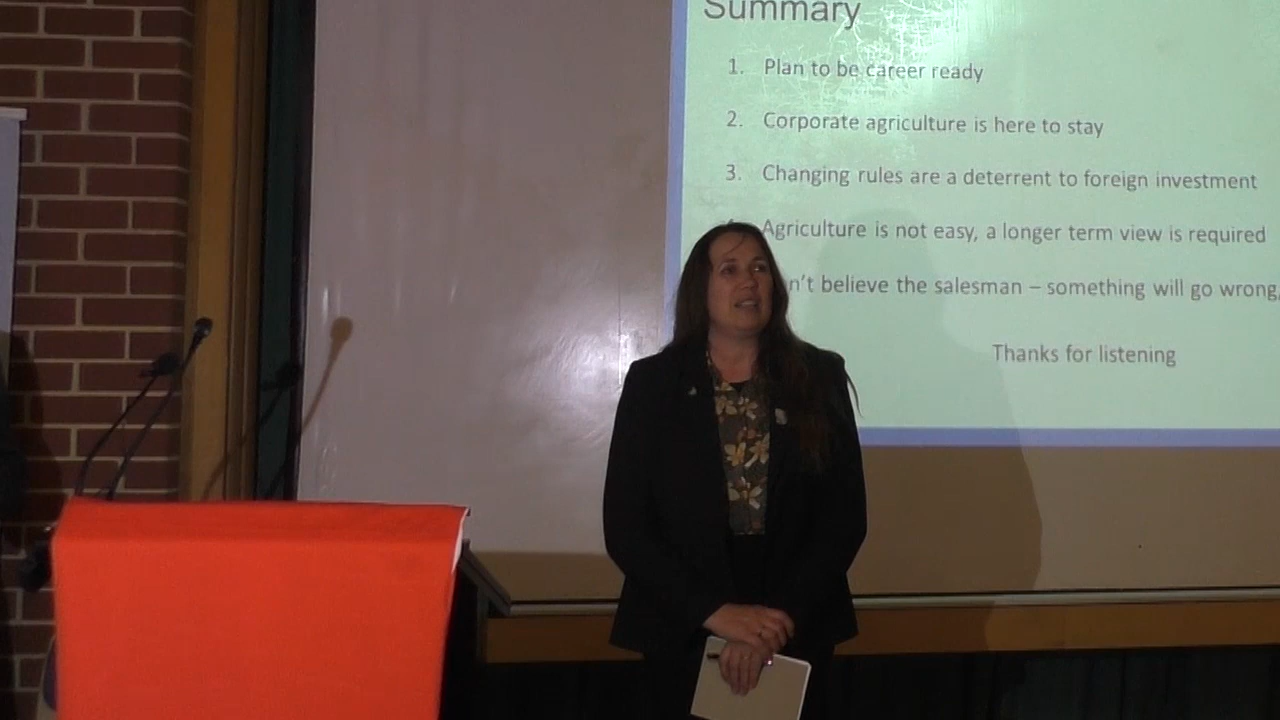 Summary
1. Plan to be career ready
2. Corporate agriculture is here to stay
3. Changing rules are a deterrent to foreign investment
Agriculture is not easy, a longer term view is required
n't believe the salesman – something will go wrong,
Thanks for listening